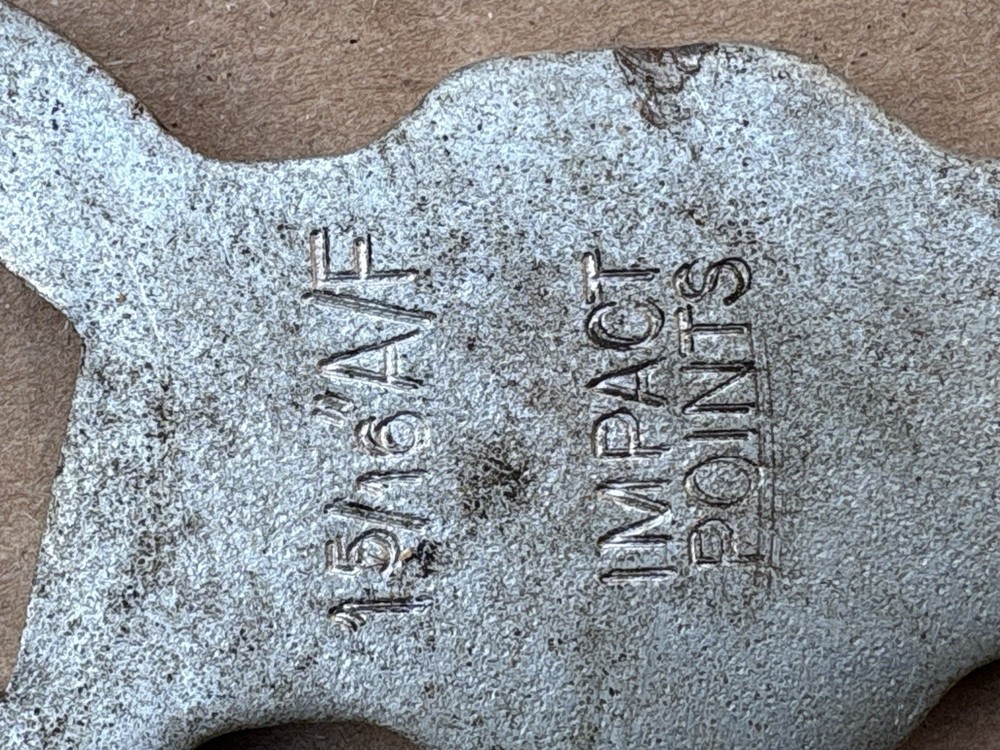 15/16"A/F
IMPACT
POINTS